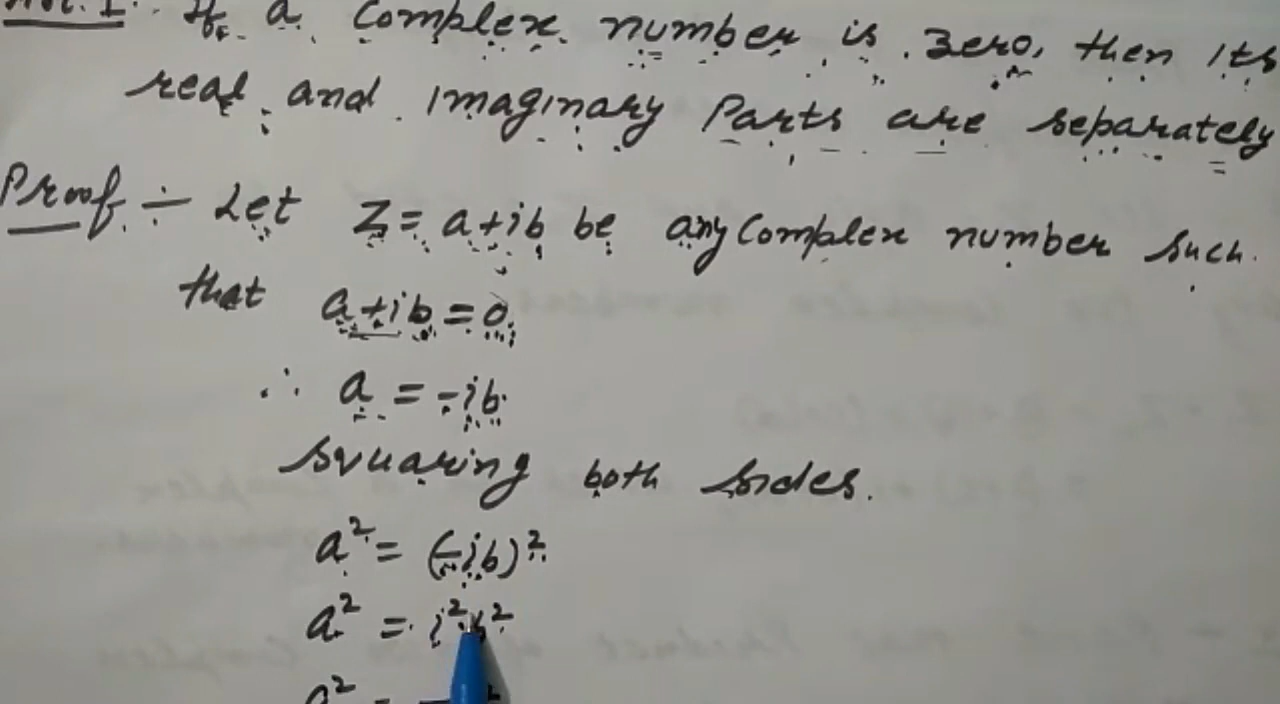 If a Complex number is zero, then its
real and imaginary Parts are separately
Proof ÷ Let Z = a+ib be any Complex number such
that a+ib = 0
∴ a = -ib
Squaring both sides.
a² = (-ib)²
a² = i²b²
a² =